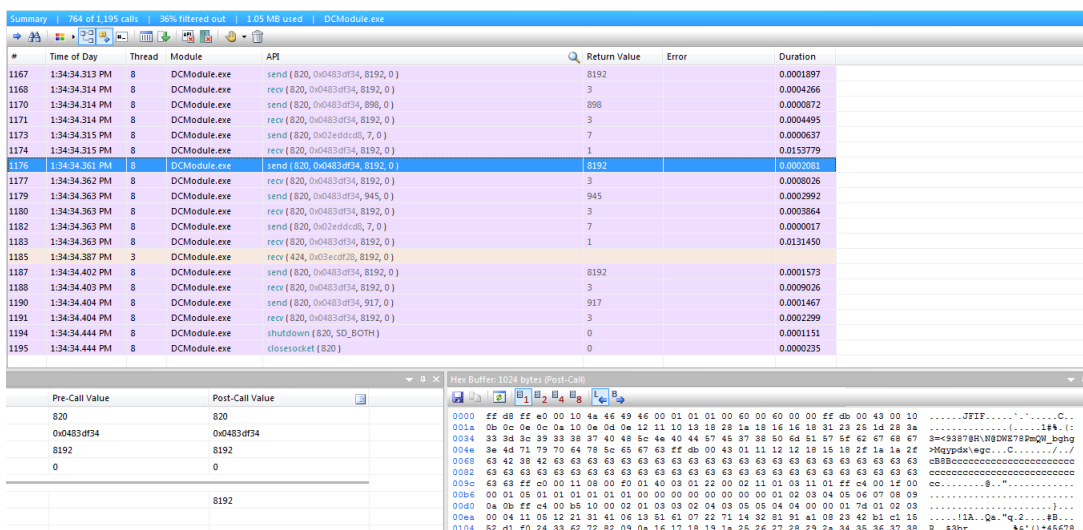 Summary | 764 of 1,195 calls | 36% filtered out | 1.05 MB used | DCModule.exe
# Time of Day Thread Module API Return Value Error Duration
1167 1:34:34.313 PM 8 DCModule.exe send ( 820, 0x0483df34, 8192, 0 ) 8192 0.0001897
1168 1:34:34.314 PM 8 DCModule.exe recv ( 820, 0x0483df34, 8192, 0 ) 3 0.0004266
1170 1:34:34.314 PM 8 DCModule.exe send ( 820, 0x0483df34, 898, 0 ) 898 0.0000872
1171 1:34:34.314 PM 8 DCModule.exe recv ( 820, 0x0483df34, 8192, 0 ) 3 0.0004495
1173 1:34:34.315 PM 8 DCModule.exe send ( 820, 0x02eddcd8, 7, 0 ) 7 0.0000637
1174 1:34:34.315 PM 8 DCModule.exe recv ( 820, 0x0483df34, 8192, 0 ) 1 0.0153779
1176 1:34:34.361 PM 8 DCModule.exe send ( 820, 0x0483df34, 8192, 0 ) 8192 0.0002081
1177 1:34:34.362 PM 8 DCModule.exe recv ( 820, 0x0483df34, 8192, 0 ) 3 0.0008026
1179 1:34:34.363 PM 8 DCModule.exe send ( 820, 0x0483df34, 945, 0 ) 945 0.0002992
1180 1:34:34.363 PM 8 DCModule.exe recv ( 820, 0x0483df34, 8192, 0 ) 3 0.0003864
1182 1:34:34.363 PM 8 DCModule.exe send ( 820, 0x02eddcd8, 7, 0 ) 7 0.0000017
1183 1:34:34.363 PM 8 DCModule.exe recv ( 820, 0x0483df34, 8192, 0 ) 1 0.0131450
1185 1:34:34.387 PM 3 DCModule.exe recv ( 424, 0x03ecdf28, 8192, 0 )
1187 1:34:34.402 PM 8 DCModule.exe send ( 820, 0x0483df34, 8192, 0 ) 8192 0.0001573
1188 1:34:34.403 PM 8 DCModule.exe recv ( 820, 0x0483df34, 8192, 0 ) 3 0.0009026
1190 1:34:34.404 PM 8 DCModule.exe send ( 820, 0x0483df34, 917, 0 ) 917 0.0001467
1191 1:34:34.404 PM 8 DCModule.exe recv ( 820, 0x0483df34, 8192, 0 ) 3 0.0002299
1194 1:34:34.444 PM 8 DCModule.exe shutdown ( 820, SD_BOTH ) 0 0.0001151
1195 1:34:34.444 PM 8 DCModule.exe closesocket ( 820 ) 0 0.0000235
Pre-Call Value Post-Call Value
820 820
0x0483df34 0x0483df34
8192 8192
0 0
8192
Hex Buffer: 1024 bytes (Post-Call)
0000 ff d8 ff e0 00 10 4a 46 49 46 00 01 01 01 00 60 00 60 00 00 ff db 00 43 00 10 ......JFIF.....`.`.....C..
001a 0b 0c 0e 0c 0a 10 0e 0d 0e 12 11 10 13 18 28 1a 18 16 16 18 31 23 25 1d 28 3a ..............(.....1#%.(:
0034 33 3d 3c 39 33 38 37 40 48 5c 4e 40 44 57 45 37 38 50 6d 51 57 5f 62 67 68 67 3=<9387@H\N@DWE78PmQW_bghg
004e 3e 4d 71 79 70 64 78 5c 65 67 63 ff db 00 43 01 11 12 12 18 15 18 2f 1a 1a 2f >Mqypdx\egc...C......./../
0068 63 42 38 42 63 63 63 63 63 63 63 63 63 63 63 63 63 63 63 63 63 63 63 63 63 63 cB8Bcccccccccccccccccccccc
0082 63 63 63 63 63 63 63 63 63 63 63 63 63 63 63 63 63 63 63 63 63 63 63 63 63 63 cccccccccccccccccccccccccc
009c 63 63 ff c0 00 11 08 00 f0 01 40 03 01 22 00 02 11 01 03 11 01 ff c4 00 1f 00 cc........@.."............
00b6 00 01 05 01 01 01 01 01 01 00 00 00 00 00 00 00 00 01 02 03 04 05 06 07 08 09 ..........................
00d0 0a 0b ff c4 00 b5 10 00 02 01 03 03 02 04 03 05 05 04 04 00 00 01 7d 01 02 03 ......................}...
00ea 00 04 11 05 12 21 31 41 06 13 51 61 07 22 71 14 32 81 91 a1 08 23 42 b1 c1 15 .....!1A..Qa."q.2....#B...